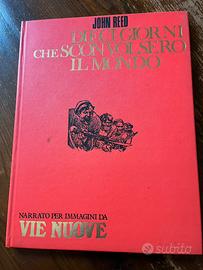 JOHN REED
DIECI GIORNI
CHE SCONVOLSERO
IL MONDO
NARRATO PER IMMAGINI DA
VIE NUOVE
subito